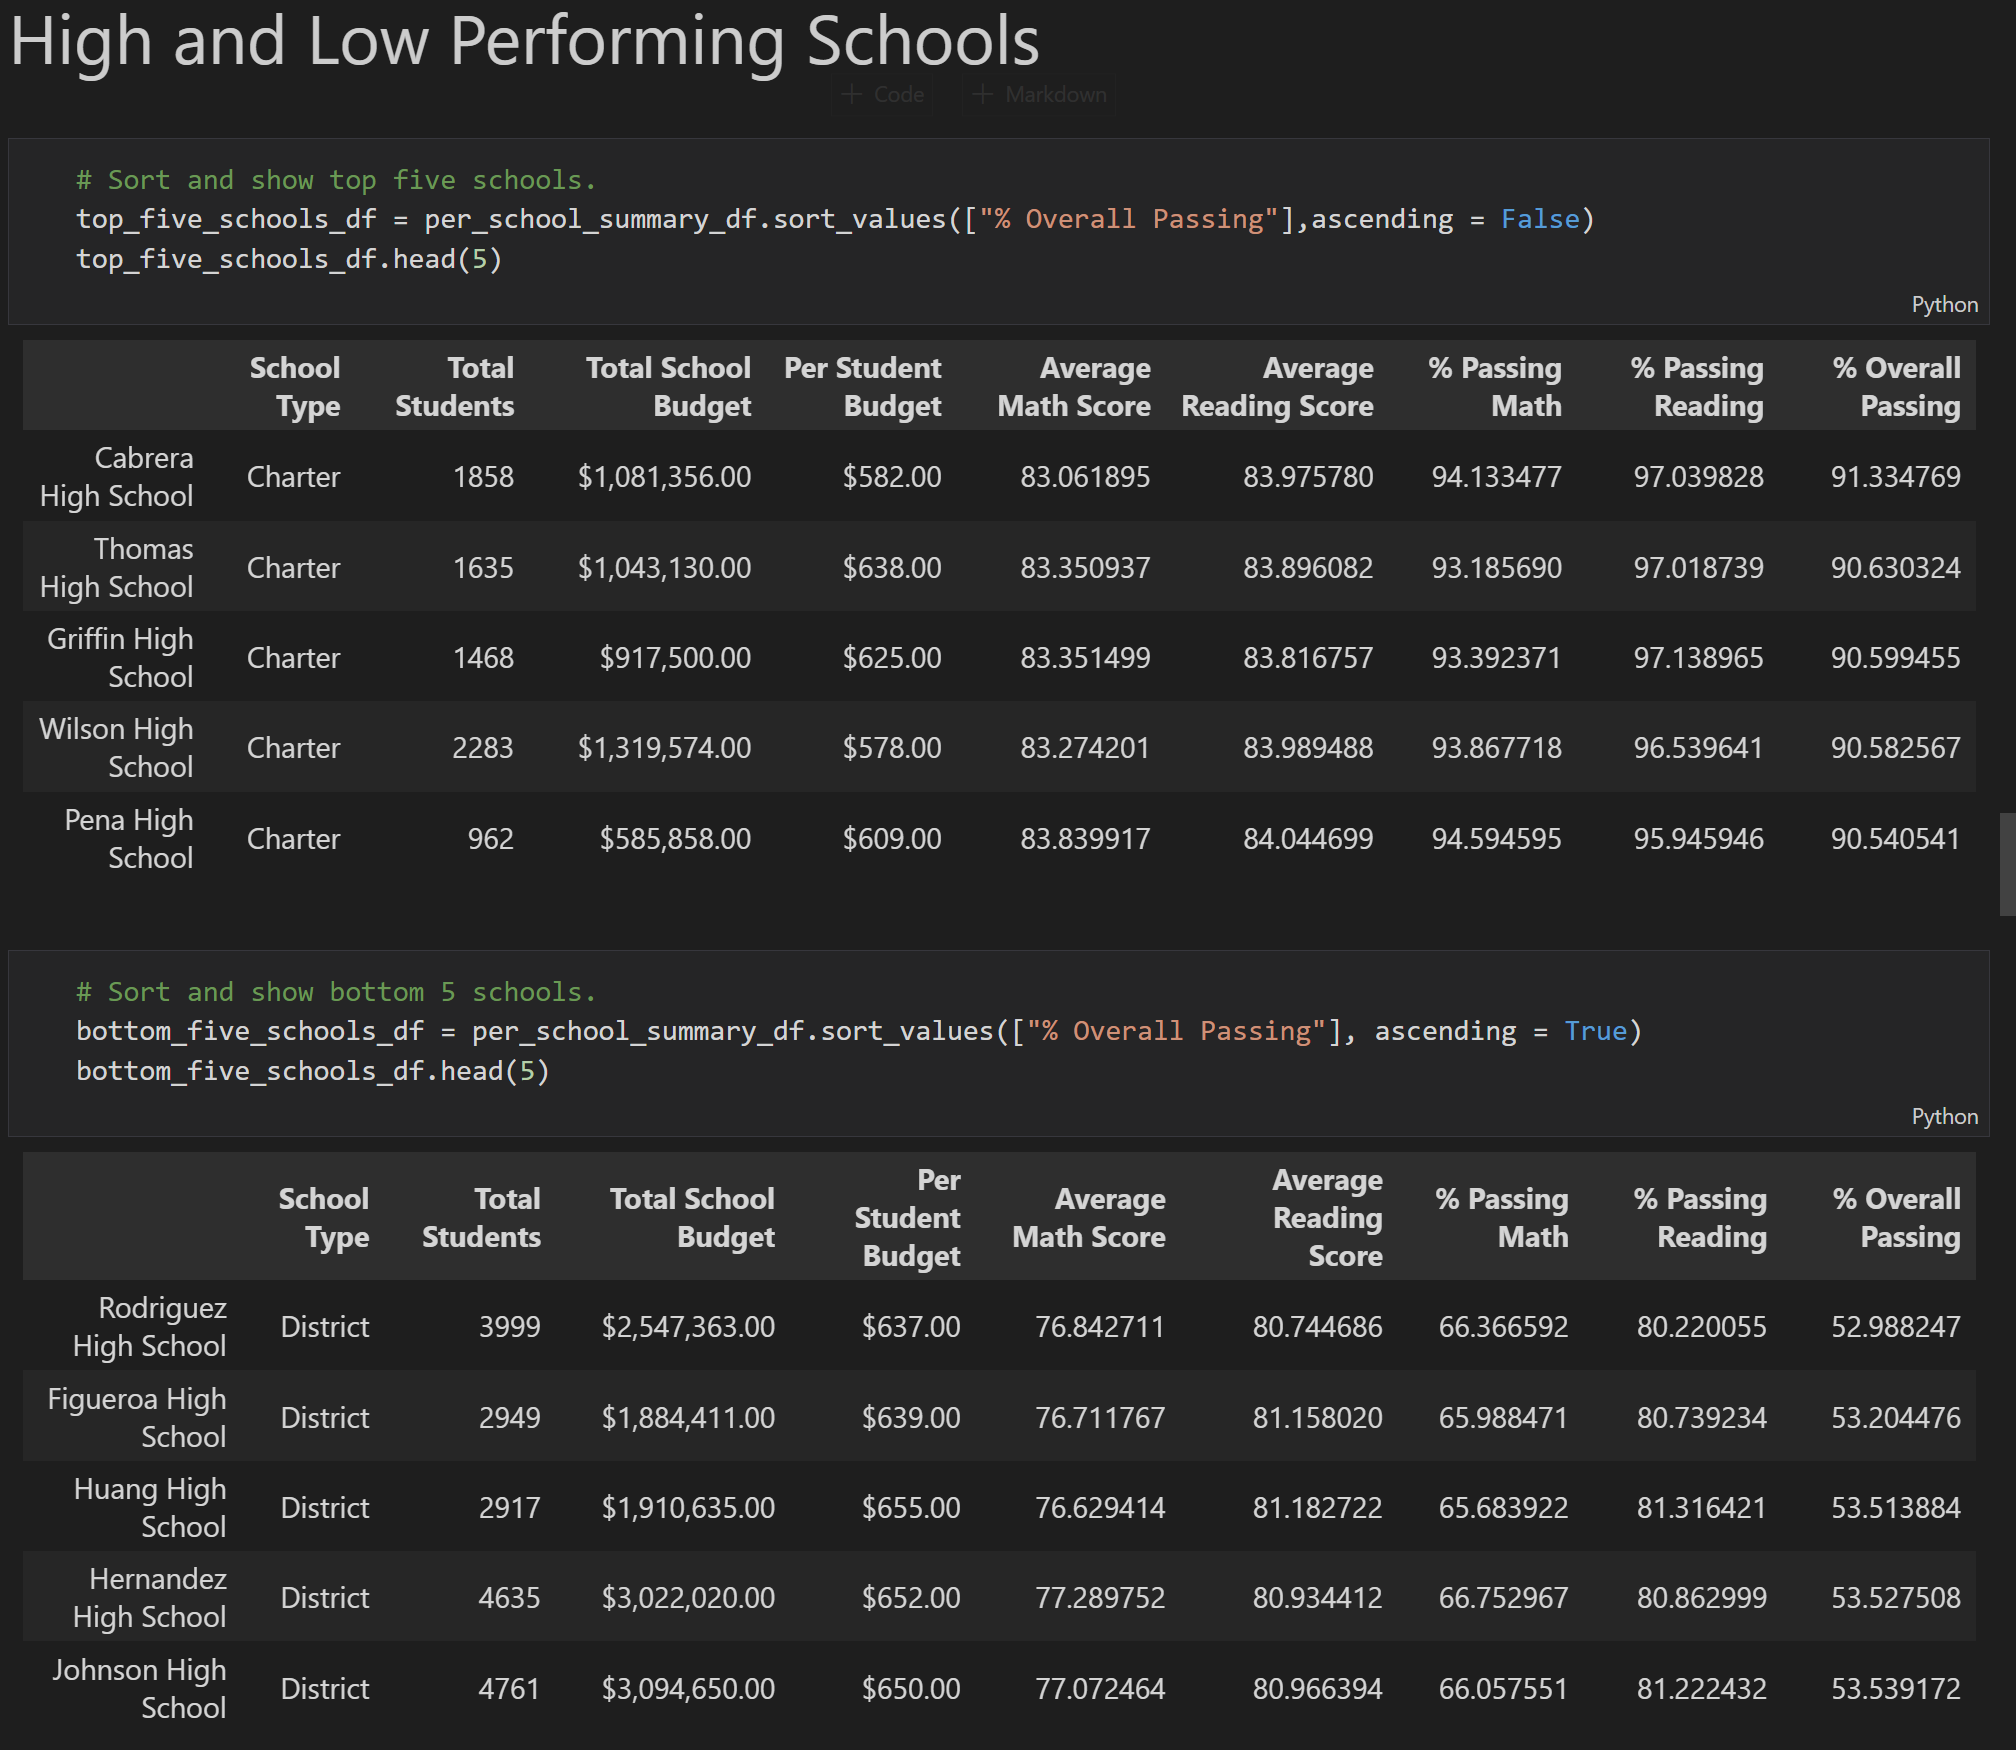 High and Low Performing Schools
+ Code + Markdown
# Sort and show top five schools.
top_five_schools_df = per_school_summary_df.sort_values(["% Overall Passing"],ascending = False)
top_five_schools_df.head(5)
Python
School Type Total Students Total School Budget Per Student Budget Average Math Score Average Reading Score % Passing Math % Passing Reading % Overall Passing
Cabrera High School Charter 1858 $1,081,356.00 $582.00 83.061895 83.975780 94.133477 97.039828 91.334769
Thomas High School Charter 1635 $1,043,130.00 $638.00 83.350937 83.896082 93.185690 97.018739 90.630324
Griffin High School Charter 1468 $917,500.00 $625.00 83.351499 83.816757 93.392371 97.138965 90.599455
Wilson High School Charter 2283 $1,319,574.00 $578.00 83.274201 83.989488 93.867718 96.539641 90.582567
Pena High School Charter 962 $585,858.00 $609.00 83.839917 84.044699 94.594595 95.945946 90.540541
# Sort and show bottom 5 schools.
bottom_five_schools_df = per_school_summary_df.sort_values(["% Overall Passing"], ascending = True)
bottom_five_schools_df.head(5)
Python
School Type Total Students Total School Budget Per Student Budget Average Math Score Average Reading Score % Passing Math % Passing Reading % Overall Passing
Rodriguez High School District 3999 $2,547,363.00 $637.00 76.842711 80.744686 66.366592 80.220055 52.988247
Figueroa High School District 2949 $1,884,411.00 $639.00 76.711767 81.158020 65.988471 80.739234 53.204476
Huang High School District 2917 $1,910,635.00 $655.00 76.629414 81.182722 65.683922 81.316421 53.513884
Hernandez High School District 4635 $3,022,020.00 $652.00 77.289752 80.934412 66.752967 80.862999 53.527508
Johnson High School District 4761 $3,094,650.00 $650.00 77.072464 80.966394 66.057551 81.222432 53.539172